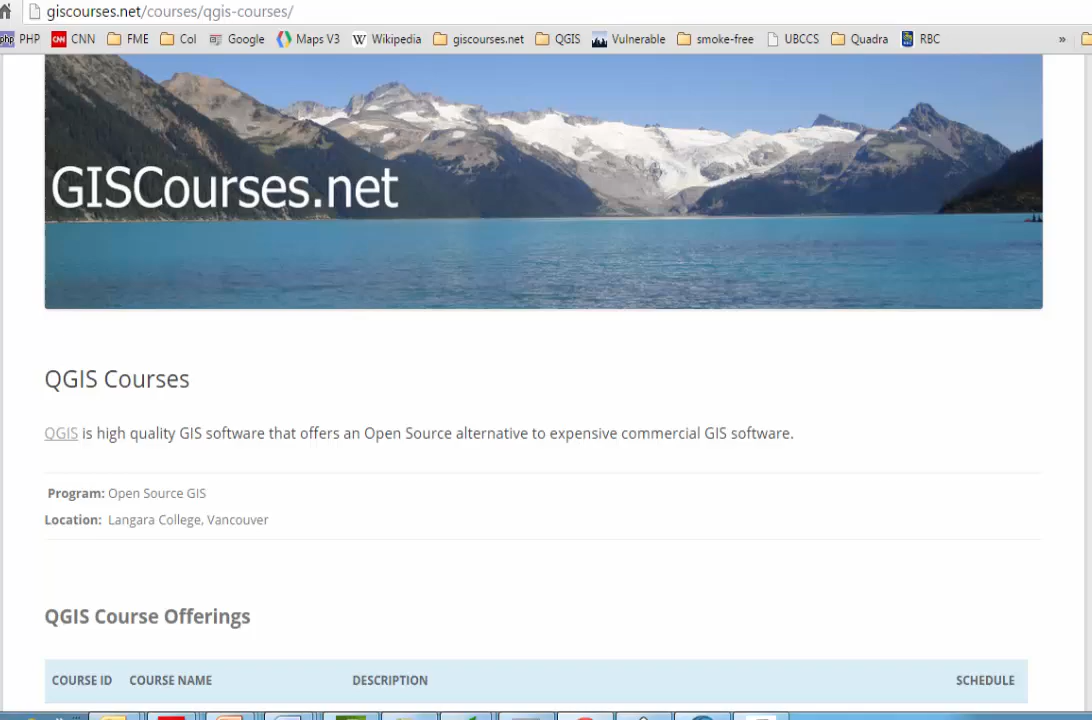 giscourses.net/courses/qgis-courses/
php PHP CNN FME Col Google Maps V3 W Wikipedia giscourses.net QGIS Vulnerable smoke-free UBCCS Quadra RBC »
GISCourses.net
QGIS Courses
QGIS is high quality GIS software that offers an Open Source alternative to expensive commercial GIS software.
Program: Open Source GIS
Location: Langara College, Vancouver
QGIS Course Offerings
COURSE ID COURSE NAME DESCRIPTION SCHEDULE